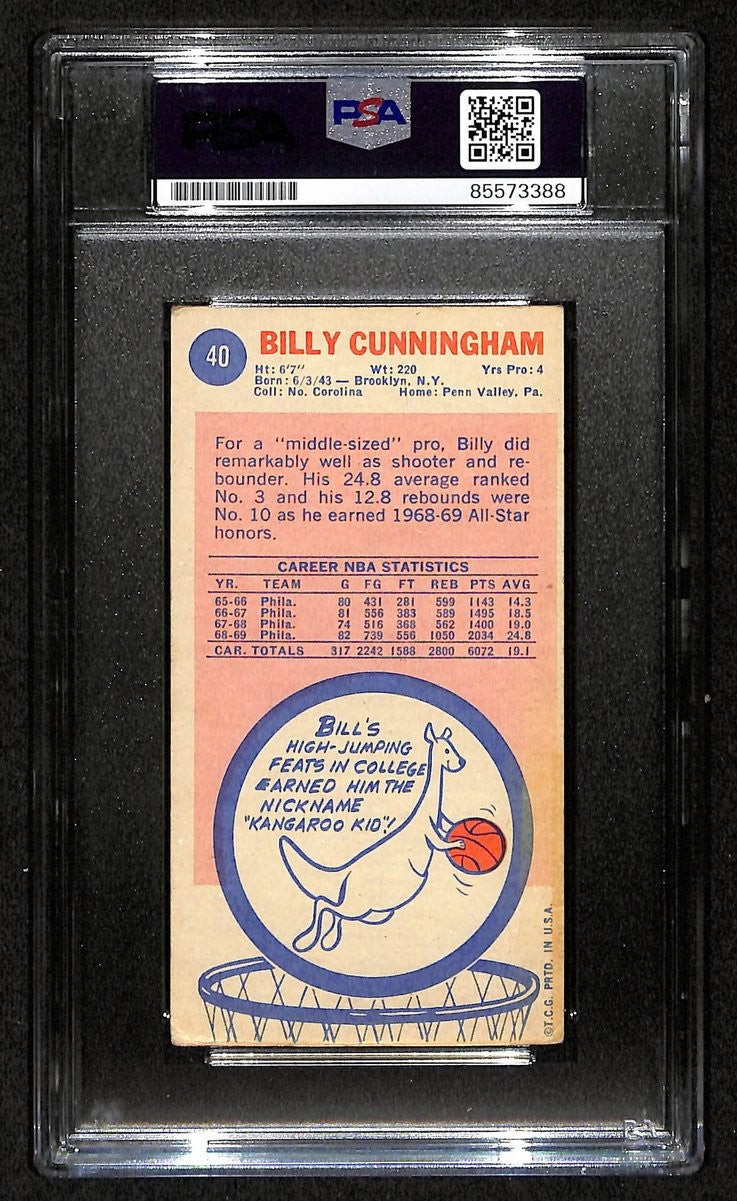 PSA
PSA
85573388
40
BILLY CUNNINGHAM
Ht: 6'7" Wt: 220 Yrs Pro: 4
Born: 6/3/43 — Brooklyn, N.Y.
Coll: No. Corolina Home: Penn Valley, Pa.
For a "middle-sized" pro, Billy did
remarkably well as shooter and re-
bounder. His 24.8 average ranked
No. 3 and his 12.8 rebounds were
No. 10 as he earned 1968-69 All-Star
honors.
CAREER NBA STATISTICS
YR. TEAM G FG FT REB PTS AVG
65-66 Phila. 80 431 281 599 1143 14.3
66-67 Phila. 81 556 383 589 1495 18.5
67-68 Phila. 74 516 368 562 1400 19.0
68-69 Phila. 82 739 556 1050 2034 24.8
CAR. TOTALS 317 2242 1588 2800 6072 19.1
BILL'S
HIGH-JUMPING
FEATS IN COLLEGE
EARNED HIM THE
NICKNAME
"KANGAROO KID"!
©T.C.G. PRTD. IN U.S.A.
PSA